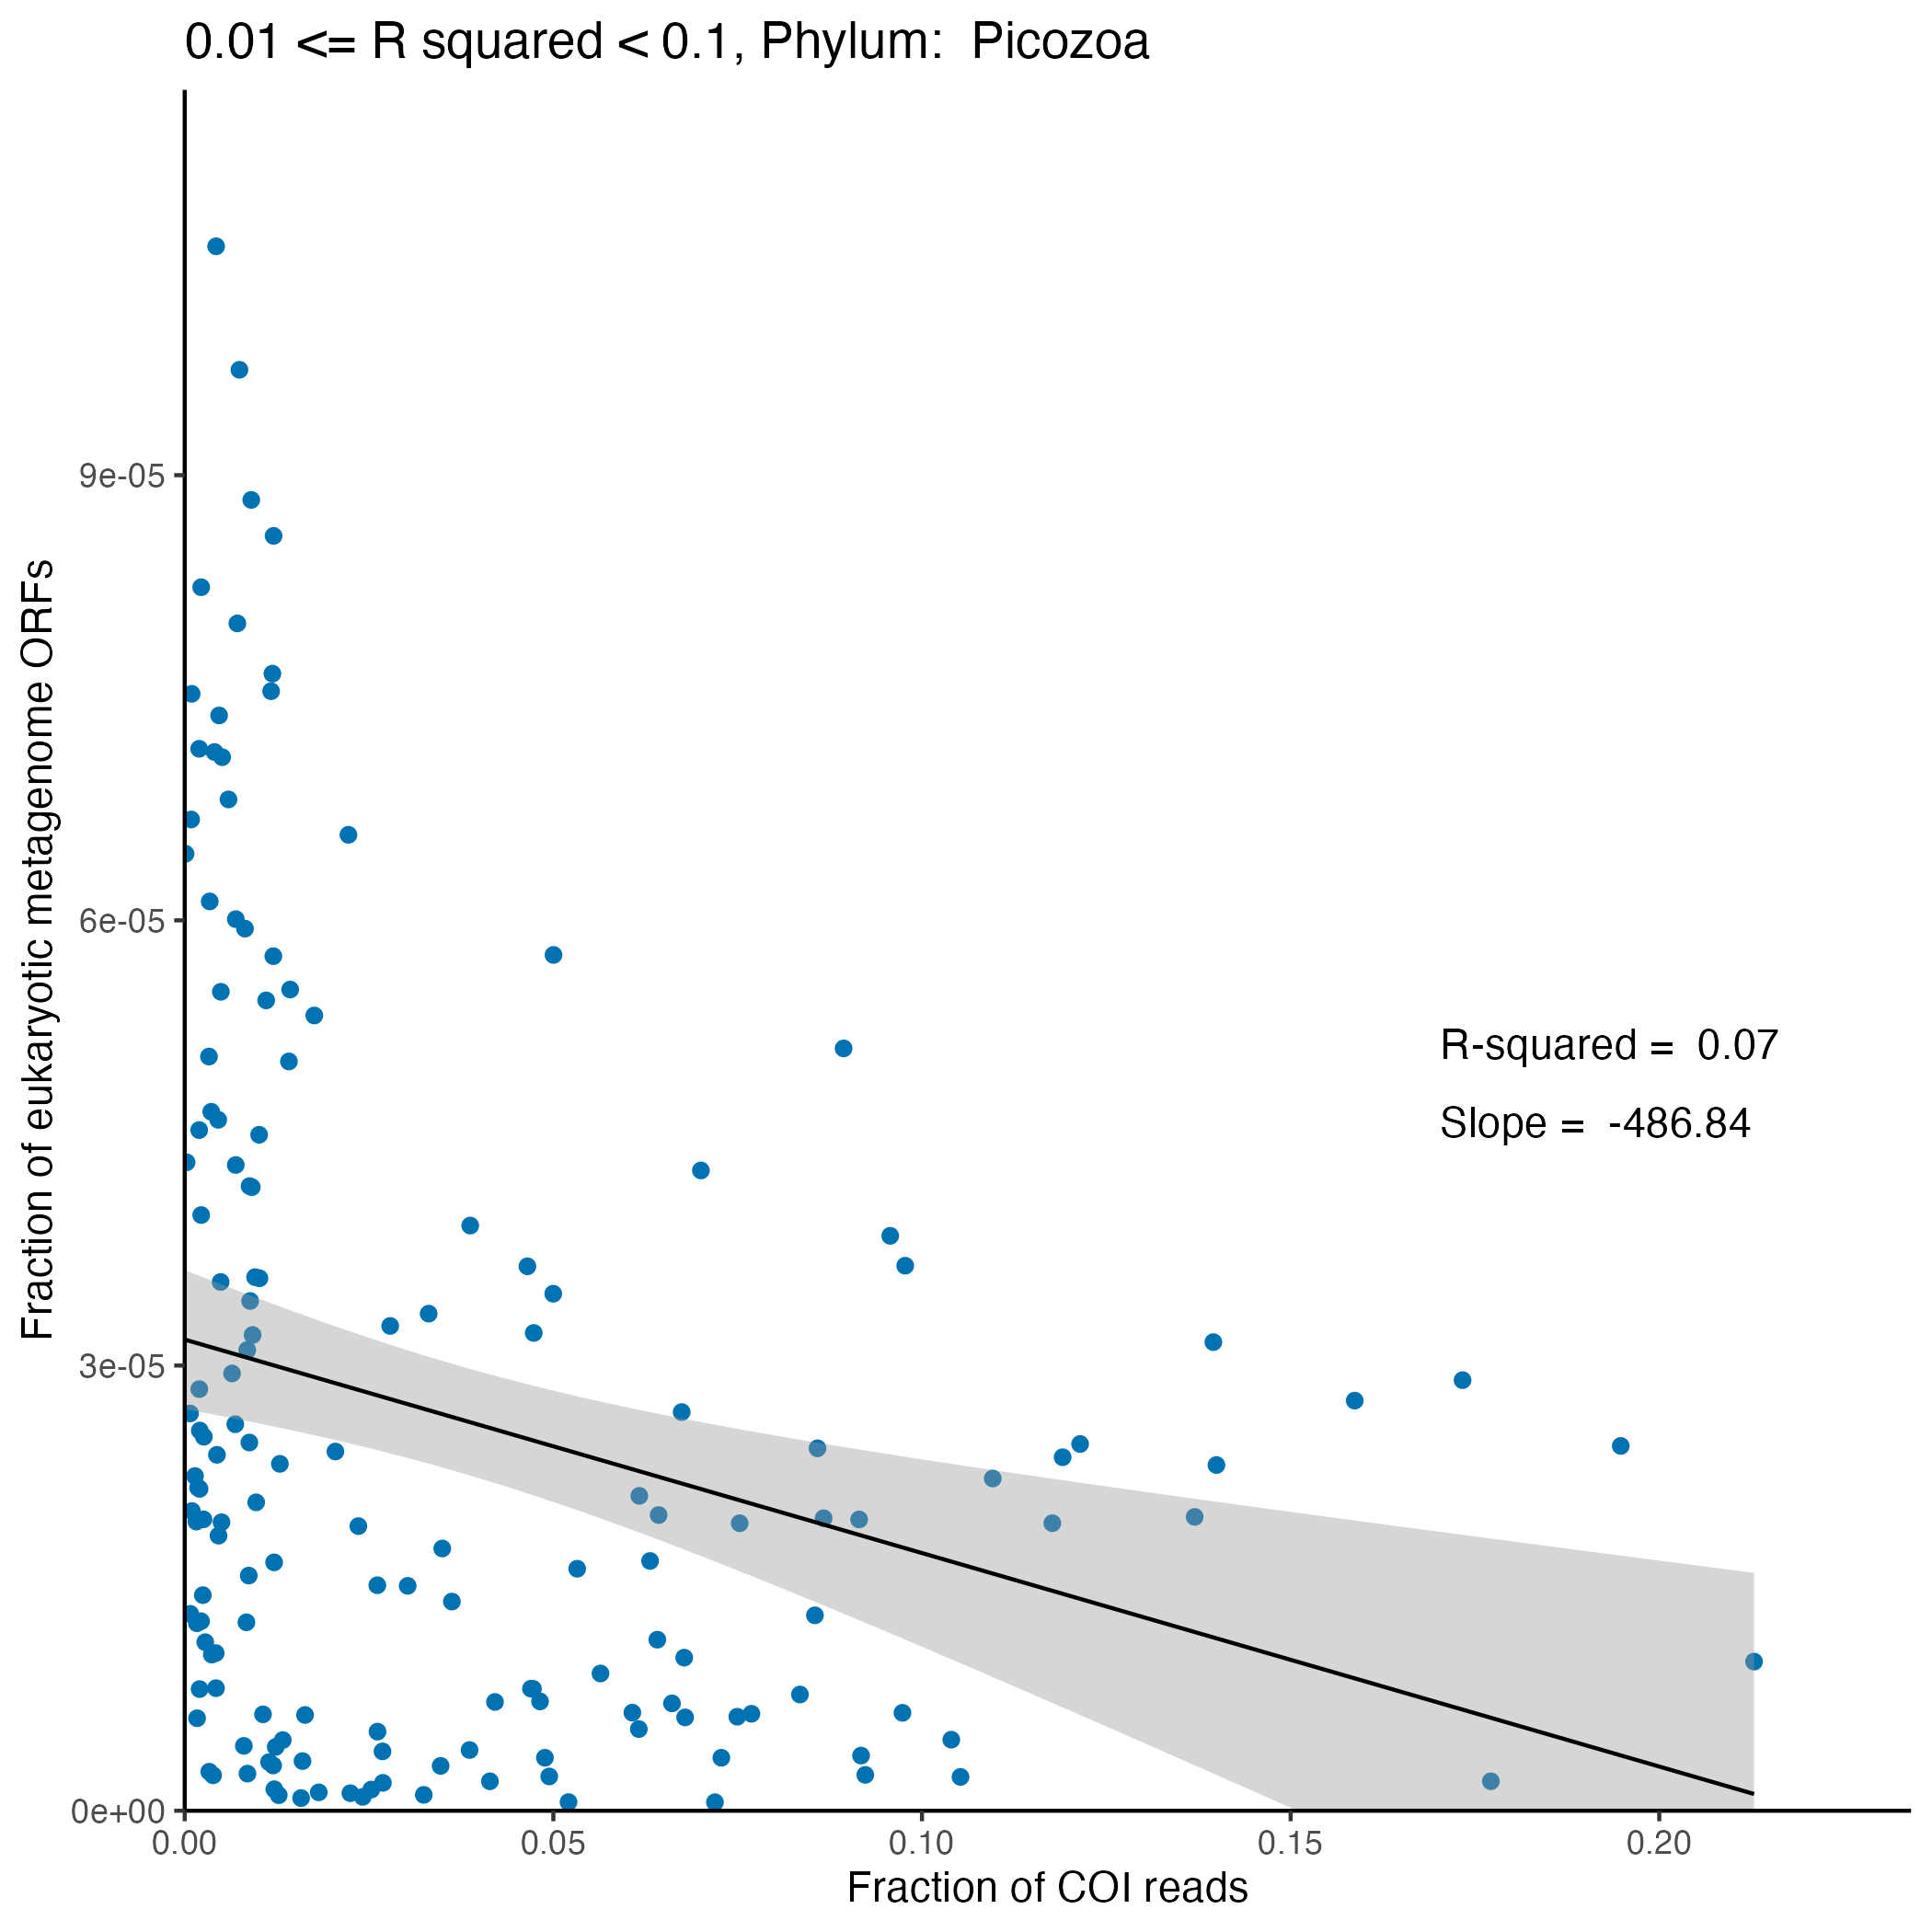 0.01 <= R squared < 0.1, Phylum:  Picozoa
Fraction of eukaryotic metagenome ORFs
9e-05
6e-05
3e-05
0e+00
R-squared =  0.07
Slope =  -486.84
0.00 0.05 0.10 0.15 0.20
Fraction of COI reads